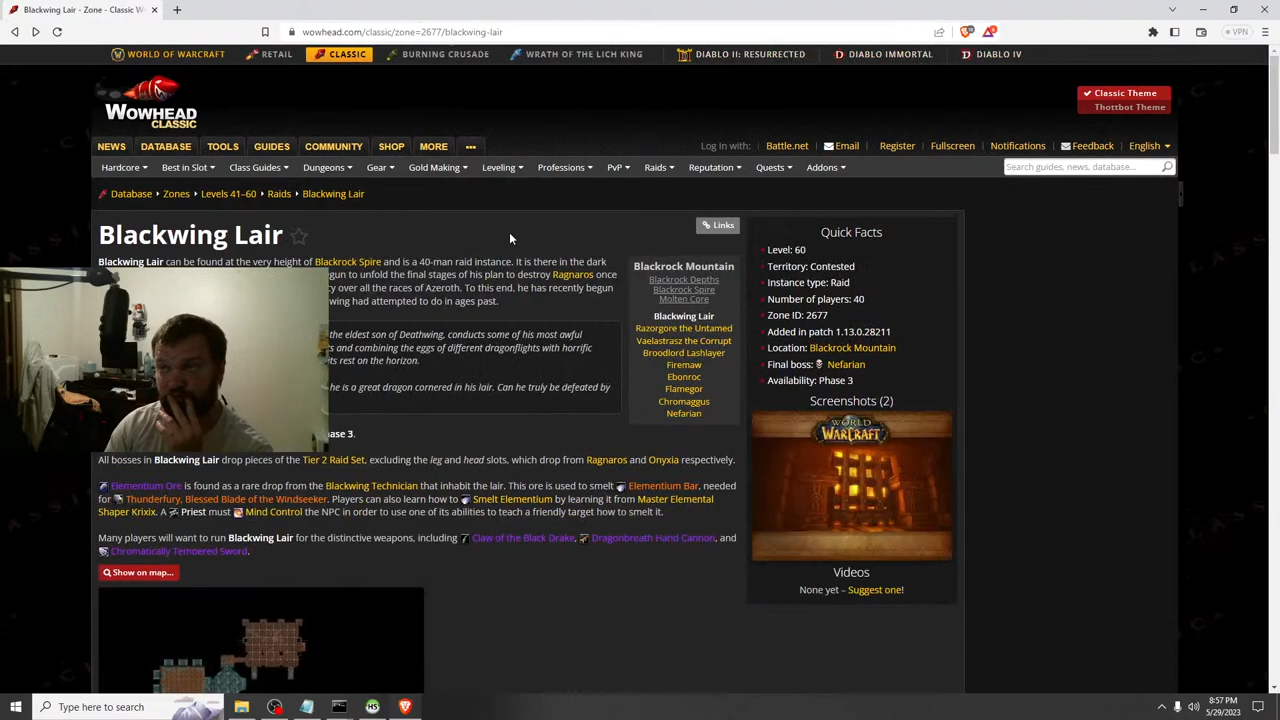 Blackwing Lair - Zone - Classic W
wowhead.com/classic/zone=2677/blackwing-lair
VPN
WORLD OF WARCRAFT
RETAIL
CLASSIC
BURNING CRUSADE
WRATH OF THE LICH KING
DIABLO II: RESURRECTED
DIABLO IMMORTAL
DIABLO IV
WOWHEAD
CLASSIC
Classic Theme
Thottbot Theme
NEWS DATABASE TOOLS GUIDES COMMUNITY SHOP MORE
Log In with: Battle.net Email Register Fullscreen Notifications Feedback English
Hardcore Best in Slot Class Guides Dungeons Gear Gold Making Leveling Professions PvP Raids Reputation Quests Addons
Search guides, news, database...
Database Zones Levels 41–60 Raids Blackwing Lair
Blackwing Lair
Links
Blackwing Lair can be found at the very height of Blackrock Spire and is a 40-man raid instance. It is there in the dark
gun to unfold the final stages of his plan to destroy Ragnaros once
cy over all the races of Azeroth. To this end, he has recently begun
wing had attempted to do in ages past.
the eldest son of Deathwing, conducts some of his most awful
ts and combining the eggs of different dragonflights with horrific
its rest on the horizon.
he is a great dragon cornered in his lair. Can he truly be defeated by
hase 3.
All bosses in Blackwing Lair drop pieces of the Tier 2 Raid Set, excluding the leg and head slots, which drop from Ragnaros and Onyxia respectively.
Elementium Ore is found as a rare drop from the Blackwing Technician that inhabit the lair. This ore is used to smelt Elementium Bar, needed
for Thunderfury, Blessed Blade of the Windseeker. Players can also learn how to Smelt Elementium by learning it from Master Elemental
Shaper Krixix. A Priest must Mind Control the NPC in order to use one of its abilities to teach a friendly target how to smelt it.
Many players will want to run Blackwing Lair for the distinctive weapons, including Claw of the Black Drake, Dragonbreath Hand Cannon, and
Chromatically Tempered Sword.
Show on map...
Blackrock Mountain
Blackrock Depths
Blackrock Spire
Molten Core
Blackwing Lair
Razorgore the Untamed
Vaelastrasz the Corrupt
Broodlord Lashlayer
Firemaw
Ebonroc
Flamegor
Chromaggus
Nefarian
Quick Facts
Level: 60
Territory: Contested
Instance type: Raid
Number of players: 40
Zone ID: 2677
Added in patch 1.13.0.28211
Location: Blackrock Mountain
Final boss: Nefarian
Availability: Phase 3
Screenshots (2)
WORLD
OF
WARCRAFT
Videos
None yet – Suggest one!
Type here to search
HS
8:57 PM
5/29/2023